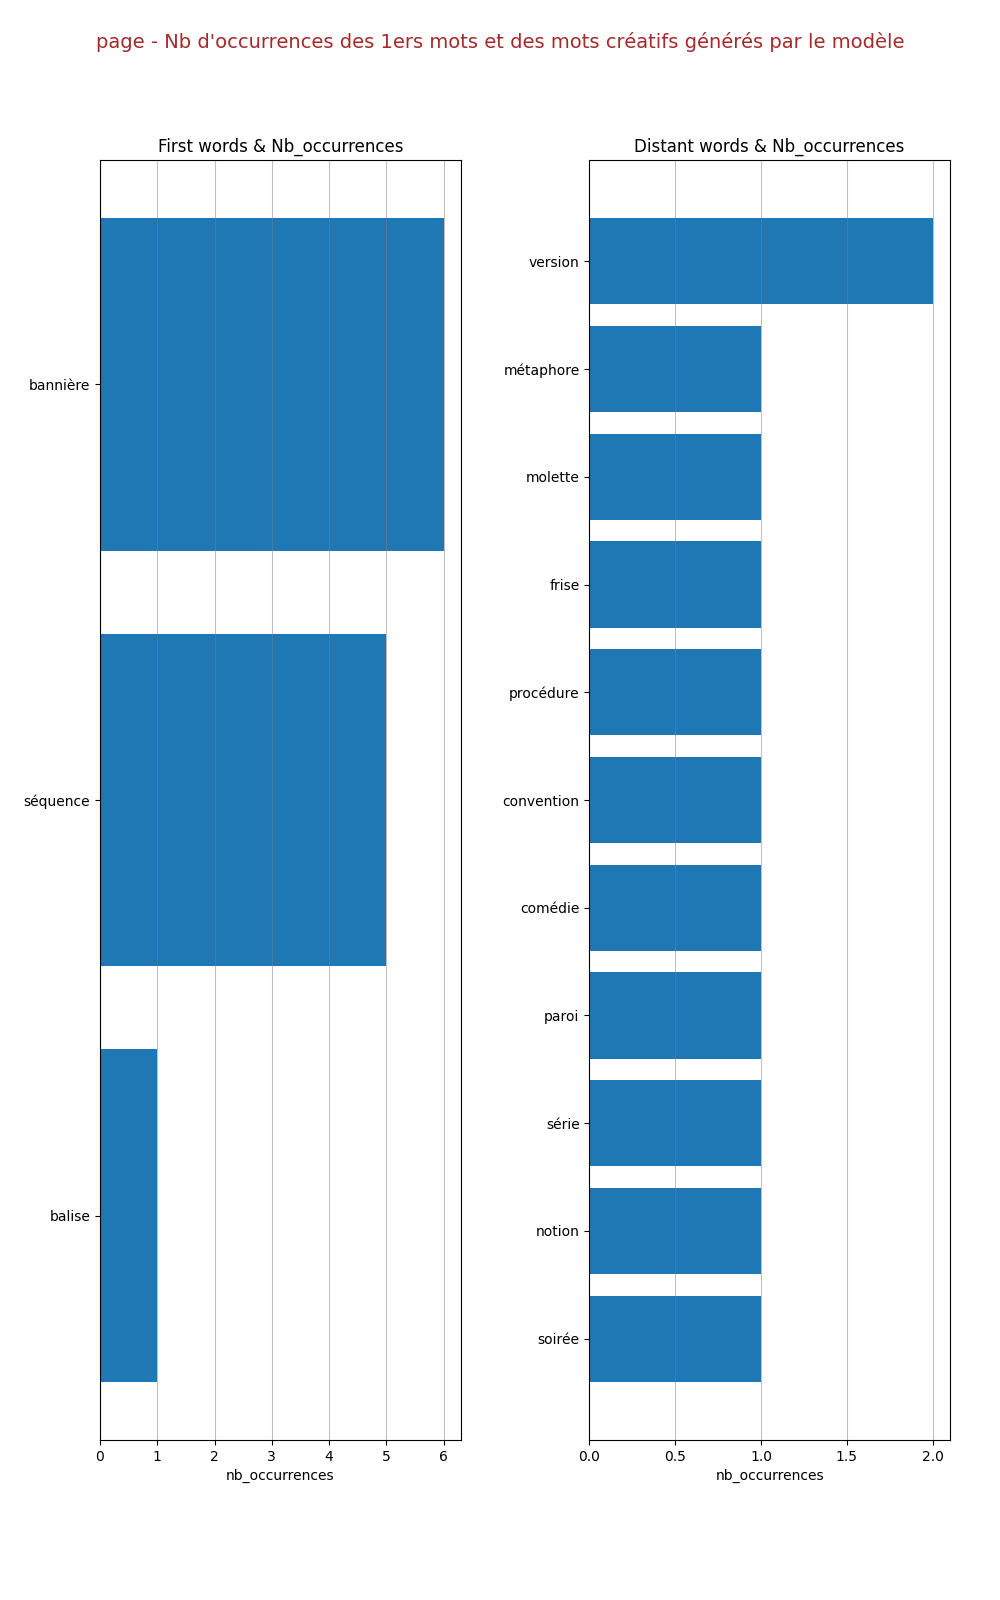 page - Nb d'occurrences des 1ers mots et des mots créatifs générés par le modèle
First words & Nb_occurrences
bannière
séquence
balise
0 1 2 3 4 5 6
nb_occurrences
Distant words & Nb_occurrences
version
métaphore
molette
frise
procédure
convention
comédie
paroi
série
notion
soirée
0.0 0.5 1.0 1.5 2.0
nb_occurrences